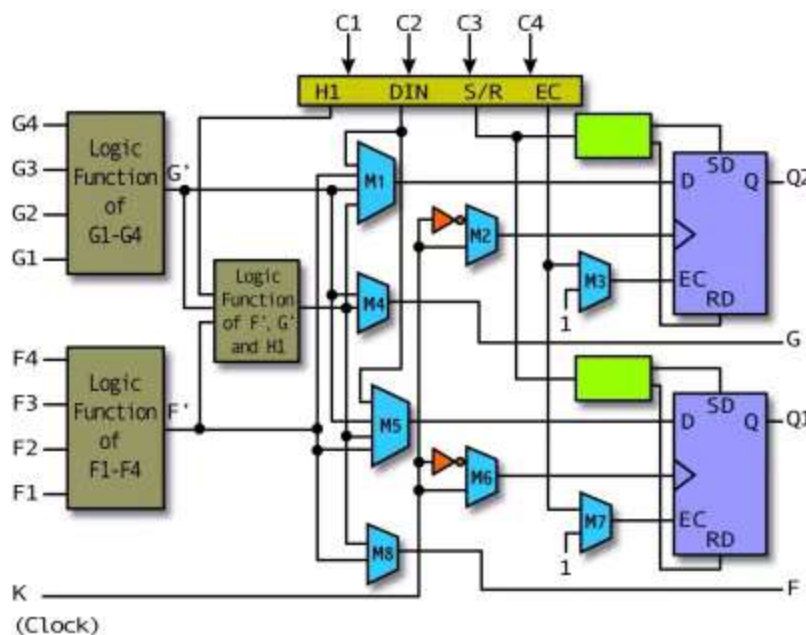 C1 C2 C3 C4
H1 DIN S/R EC
G4
G3
G2
G1
Logic
Function
of
G1-G4
G'
M1
M2
M3
1
SD
D Q
EC
RD
Q2
Logic
Function
of F', G'
and H1
M4
G
F4
F3
F2
F1
Logic
Function
of
F1-F4
F'
M5
M6
M7
1
SD
D Q
EC
RD
Q1
M8
F
K
(Clock)